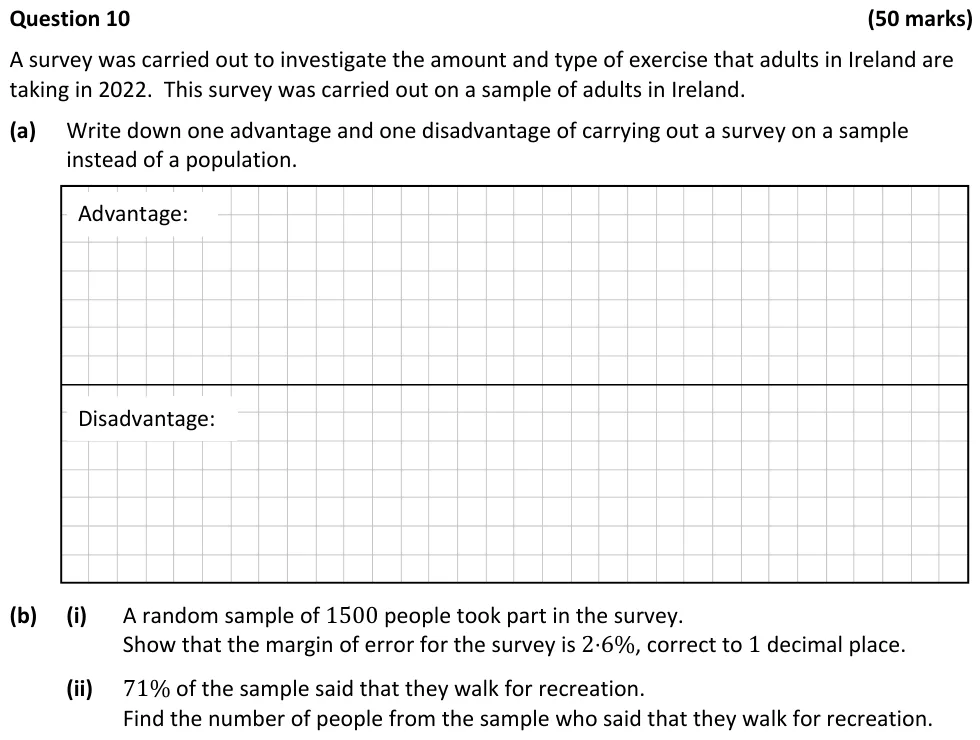 Question 10 (50 marks)
A survey was carried out to investigate the amount and type of exercise that adults in Ireland are
taking in 2022. This survey was carried out on a sample of adults in Ireland.
(a) Write down one advantage and one disadvantage of carrying out a survey on a sample
instead of a population.
Advantage:
Disadvantage:
(b) (i) A random sample of 1500 people took part in the survey.
Show that the margin of error for the survey is 2·6%, correct to 1 decimal place.
(ii) 71% of the sample said that they walk for recreation.
Find the number of people from the sample who said that they walk for recreation.